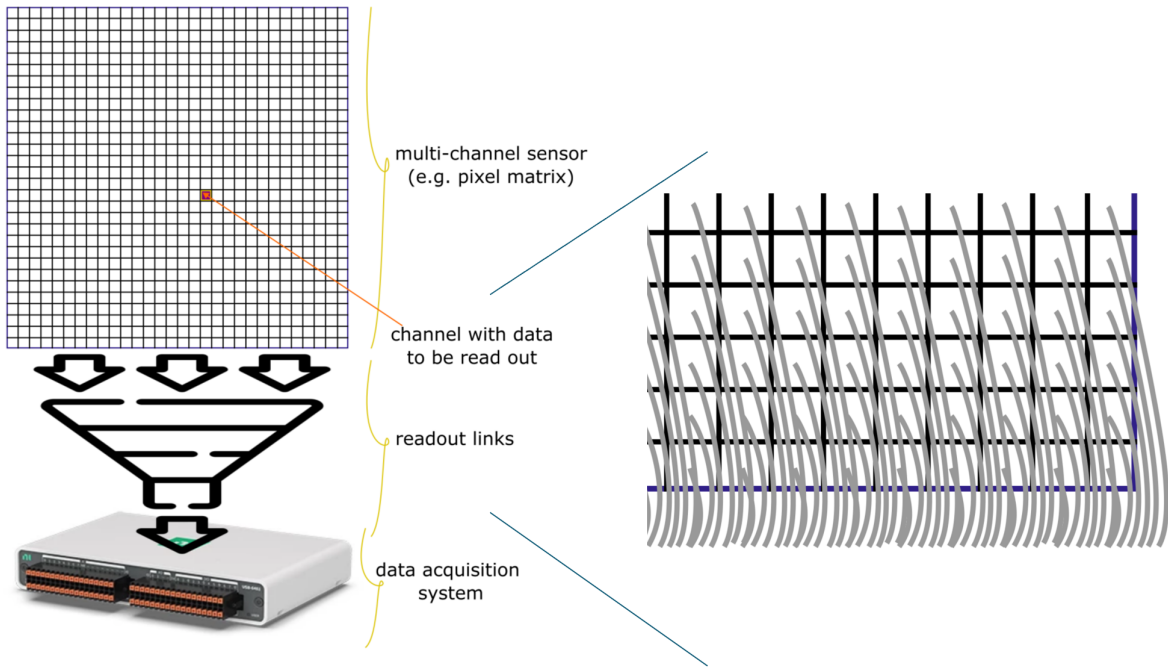 multi-channel sensor
(e.g. pixel matrix)
channel with data
to be read out
readout links
data acquisition
system